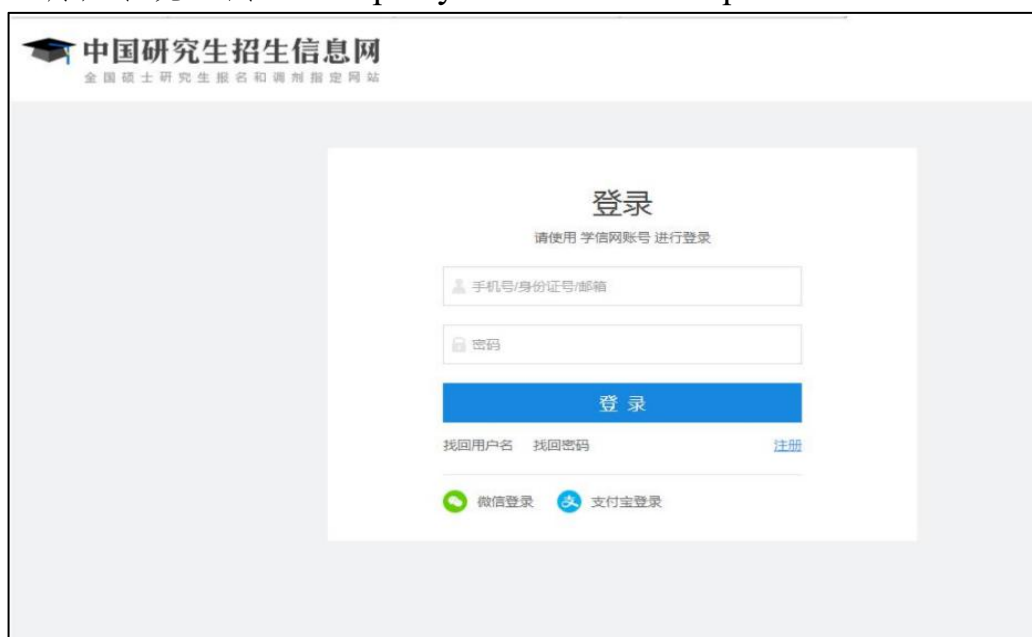 中国研究生招生信息网
全国硕士研究生报名和调剂指定网站
登录
请使用 学信网账号 进行登录
手机号/身份证号/邮箱
密码
登 录
找回用户名 找回密码 注册
微信登录 支付宝登录